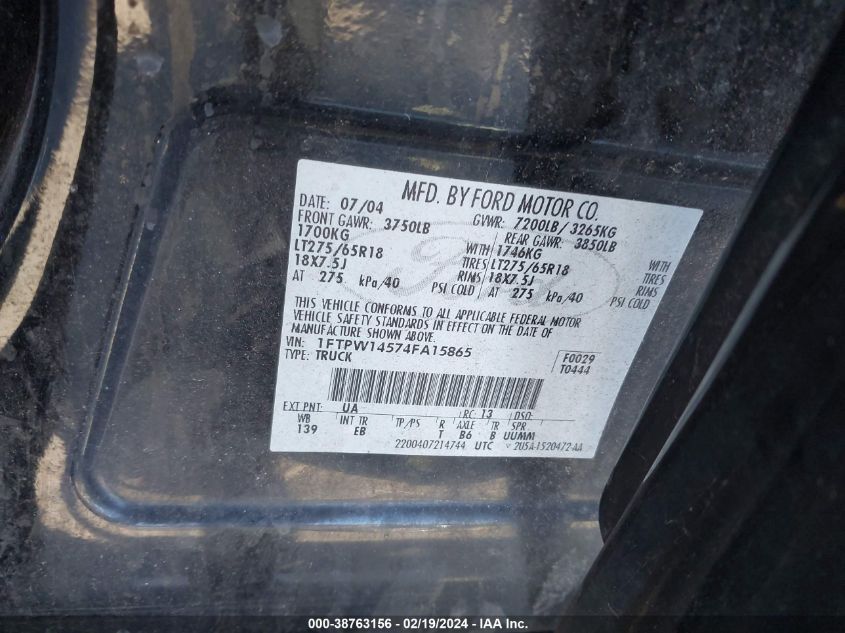 MFD. BY FORD MOTOR CO.
DATE: 07/04 GVWR: 7200LB/ 3265KG
FRONT GAWR: 3750LB REAR GAWR: 3850LB
1700KG WITH 1746KG WITH
LT275/65R18 TIRES LT275/65R18 TIRES
18X7.5J RIMS 18X7.5J RIMS
AT 275 kPa/40 PSI COLD AT 275 kPa/40 PSI COLD
THIS VEHICLE CONFORMS TO ALL APPLICABLE FEDERAL MOTOR
VEHICLE SAFETY STANDARDS IN EFFECT ON THE DATE OF
MANUFACTURE SHOWN ABOVE.
VIN: 1FTPW14574FA15865 F0029
TYPE: TRUCK T0444
EXT PNT: UA RC: 13 DSO:
WB INT TR TP/PS R AXLE TR SPR
139 EB T B6 B UUMM
2200407214744 UTC 2U5A-1520472-AA
Ford
000-38763156 - 02/19/2024 - IAA Inc.